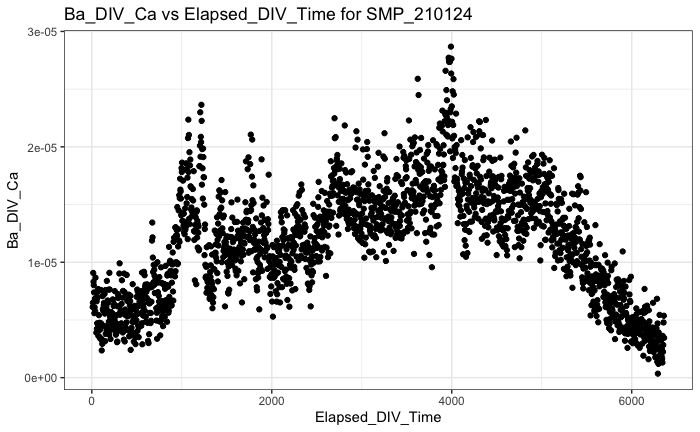 Ba_DIV_Ca vs Elapsed_DIV_Time for SMP_210124
3e-05
2e-05
1e-05
0e+00
Ba_DIV_Ca
0
2000
4000
6000
Elapsed_DIV_Time